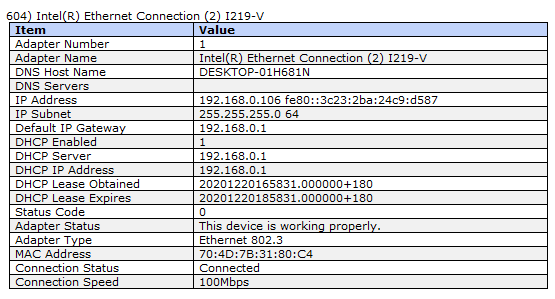 604) Intel(R) Ethernet Connection (2) I219-V
Item Value
Adapter Number 1
Adapter Name Intel(R) Ethernet Connection (2) I219-V
DNS Host Name DESKTOP-01H681N
DNS Servers
IP Address 192.168.0.106 fe80::3c23:2ba:24c9:d587
IP Subnet 255.255.255.0 64
Default IP Gateway 192.168.0.1
DHCP Enabled 1
DHCP Server 192.168.0.1
DHCP IP Address 192.168.0.1
DHCP Lease Obtained 20201220165831.000000+180
DHCP Lease Expires 20201220185831.000000+180
Status Code 0
Adapter Status This device is working properly.
Adapter Type Ethernet 802.3
MAC Address 70:4D:7B:31:80:C4
Connection Status Connected
Connection Speed 100Mbps